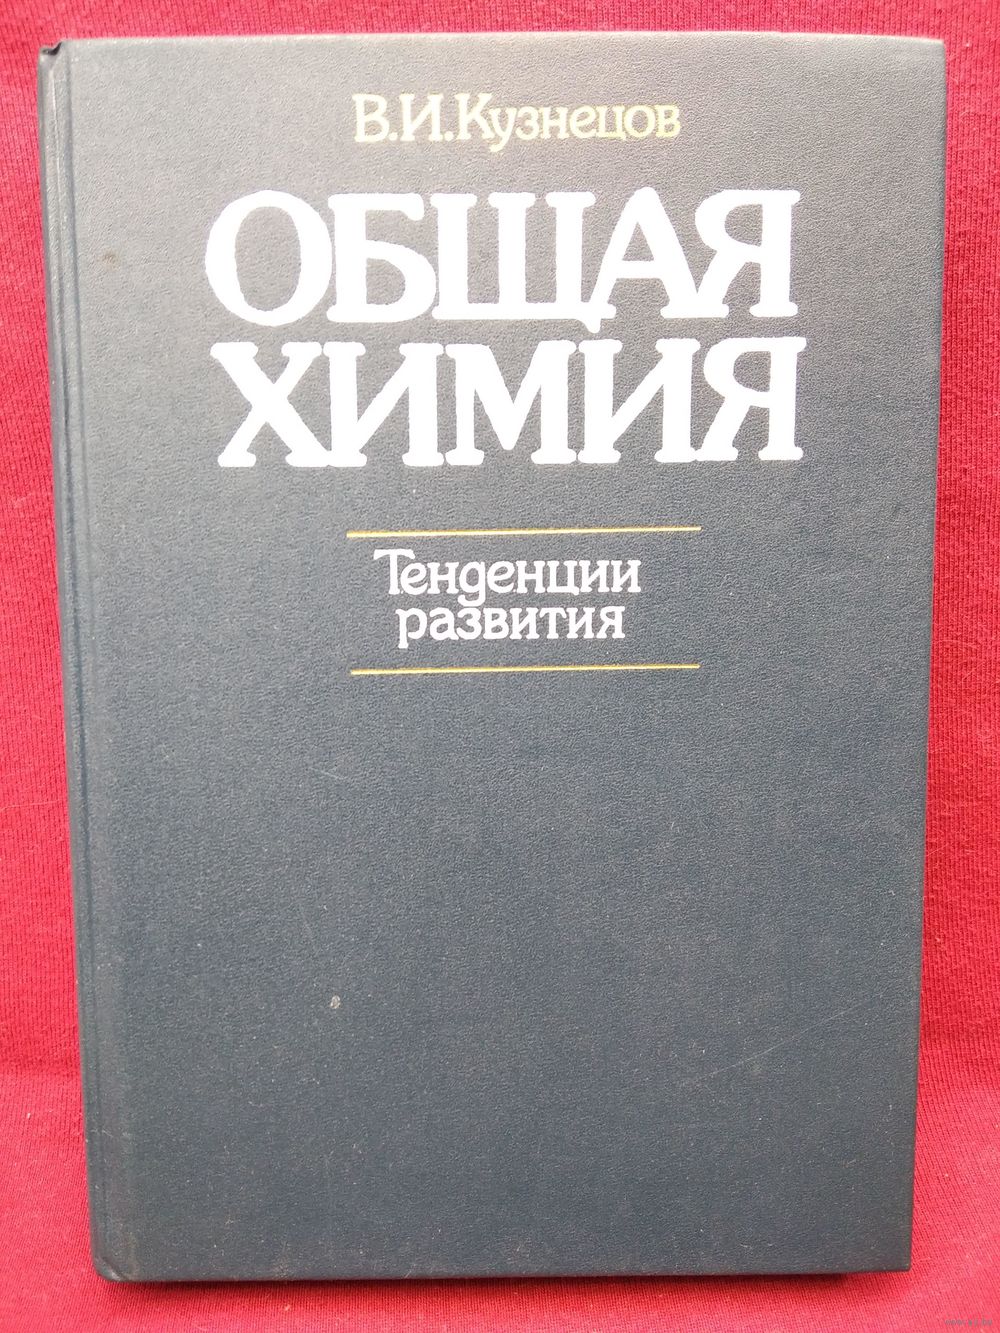 В.И.Кузнецов
ОБЩАЯ
ХИМИЯ
Тенденции
развития